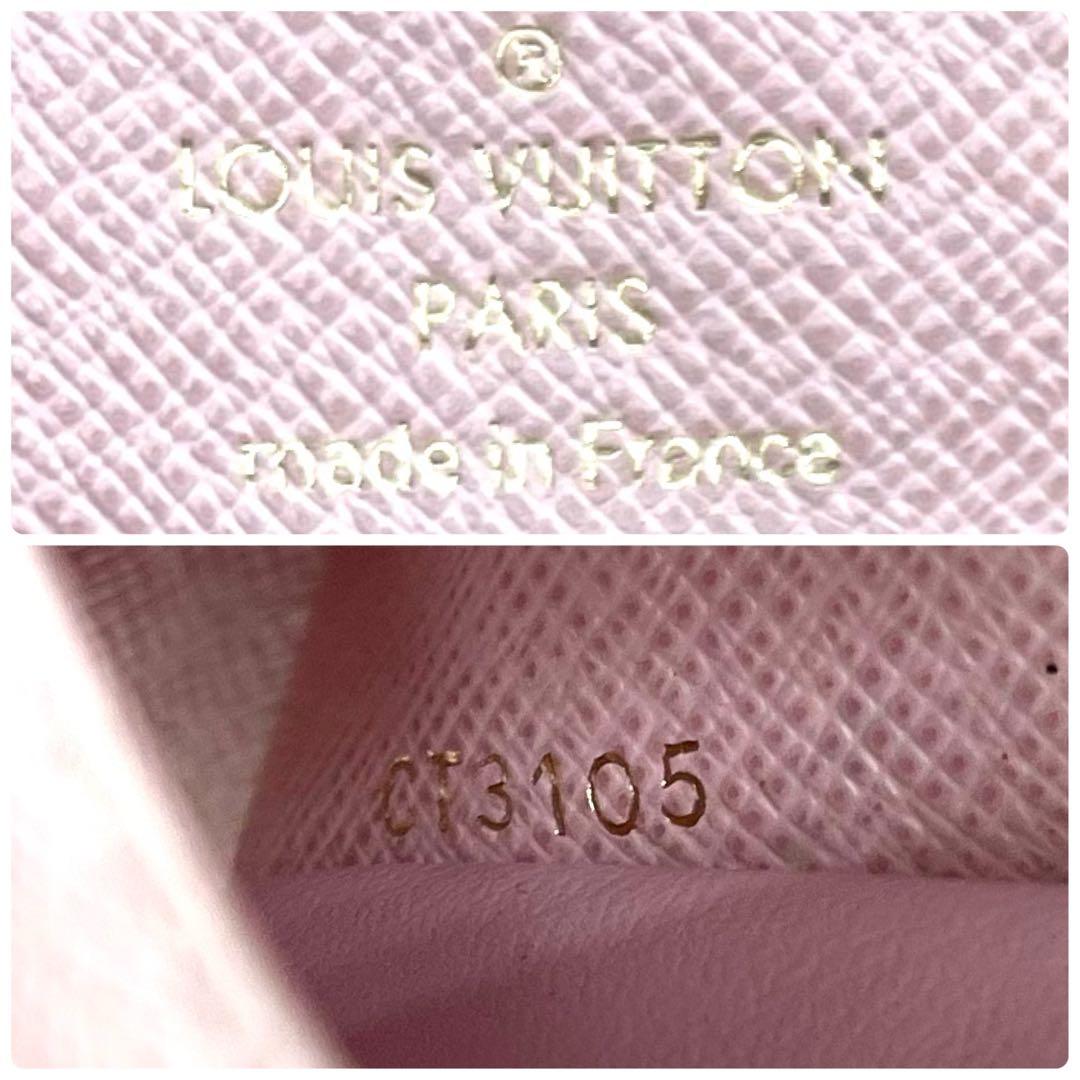 ®
LOUIS VUITTON
PARIS
made in France
CT3105